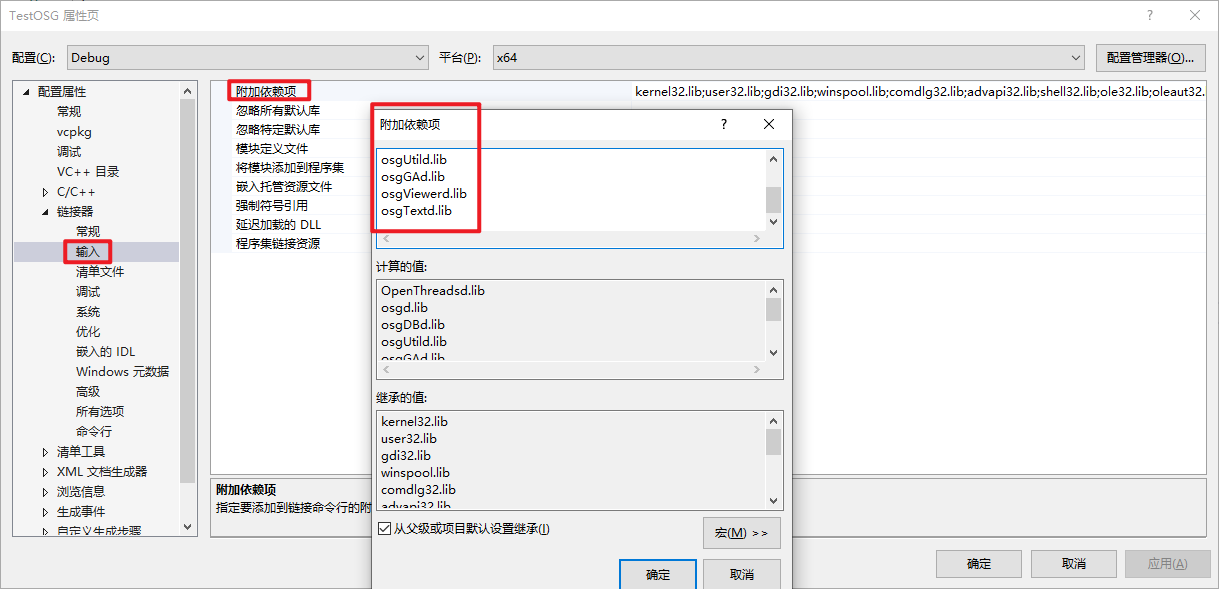 TestOSG 属性页
配置(C):
Debug
平台(P):
x64
配置管理器(O)...
配置属性
常规
vcpkg
调试
VC++ 目录
C/C++
链接器
常规
输入
清单文件
调试
系统
优化
嵌入的 IDL
Windows 元数据
高级
所有选项
命令行
清单工具
XML 文档生成器
浏览信息
生成事件
自定义生成步骤
附加依赖项
kernel32.lib;user32.lib;gdi32.lib;winspool.lib;comdlg32.lib;advapi32.lib;shell32.lib;ole32.lib;oleaut32.
忽略所有默认库
忽略特定默认库
模块定义文件
将模块添加到程序集
嵌入托管资源文件
强制符号引用
延迟加载的 DLL
程序集链接资源
附加依赖项
指定要添加到链接命令行的附
附加依赖项
osgUtild.lib
osgGAd.lib
osgViewerd.lib
osgTextd.lib
计算的值:
OpenThreadsd.lib
osgd.lib
osgDBd.lib
osgUtild.lib
osgGAd.lib
继承的值:
kernel32.lib
user32.lib
gdi32.lib
winspool.lib
comdlg32.lib
advapi32.lib
从父级或项目默认设置继承(I)
宏(M) >>
确定
取消
确定
取消
应用(A)